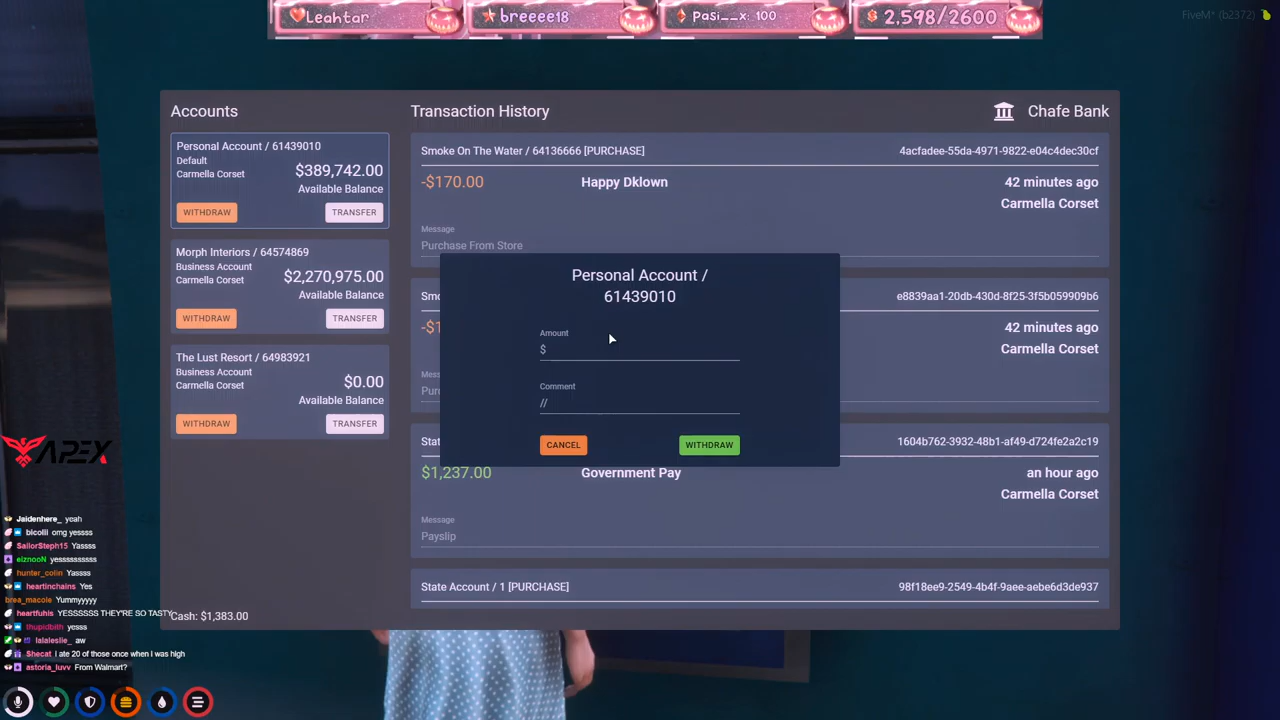 Leahtar
breeee18
Pasi__x: 100
2,598/2600
FiveM* (b2372)
Accounts
Transaction History
Chafe Bank
Personal Account / 61439010
Default
Carmella Corset
$389,742.00
Available Balance
WITHDRAW
TRANSFER
Morph Interiors / 64574869
Business Account
Carmella Corset
$2,270,975.00
Available Balance
WITHDRAW
TRANSFER
The Lust Resort / 64983921
Business Account
Carmella Corset
$0.00
Available Balance
WITHDRAW
TRANSFER
Cash: $1,383.00
Smoke On The Water / 64136666 [PURCHASE]
4acfadee-55da-4971-9822-e04c4dec30cf
-$170.00
Happy Dklown
42 minutes ago
Carmella Corset
Message
Purchase From Store
Smo
e8839aa1-20db-430d-8f25-3f5b059909b6
-$1
42 minutes ago
Carmella Corset
Mess
Purc
Stat
1604b762-3932-48b1-af49-d724fe2a2c19
$1,237.00
Government Pay
an hour ago
Carmella Corset
Message
Payslip
State Account / 1 [PURCHASE]
98f18ee9-2549-4b4f-9aee-aebe6d3de937
Personal Account /
61439010
Amount
$
Comment
//
CANCEL
WITHDRAW
APEX
Jaidenhere_ yeah
bicolii omg yessss
SailorSteph15 Yassss
eiznooN yesssssssss
hunter_colin Yassss
heartinchains Yes
brea_macole Yummyyyyy
heartfuhls YESSSSSS THEY'RE SO TASTY
thupidbith yesss
lalaleslie_ aw
Shecat I ate 20 of those once when I was high
astoria_luvv From Walmart?